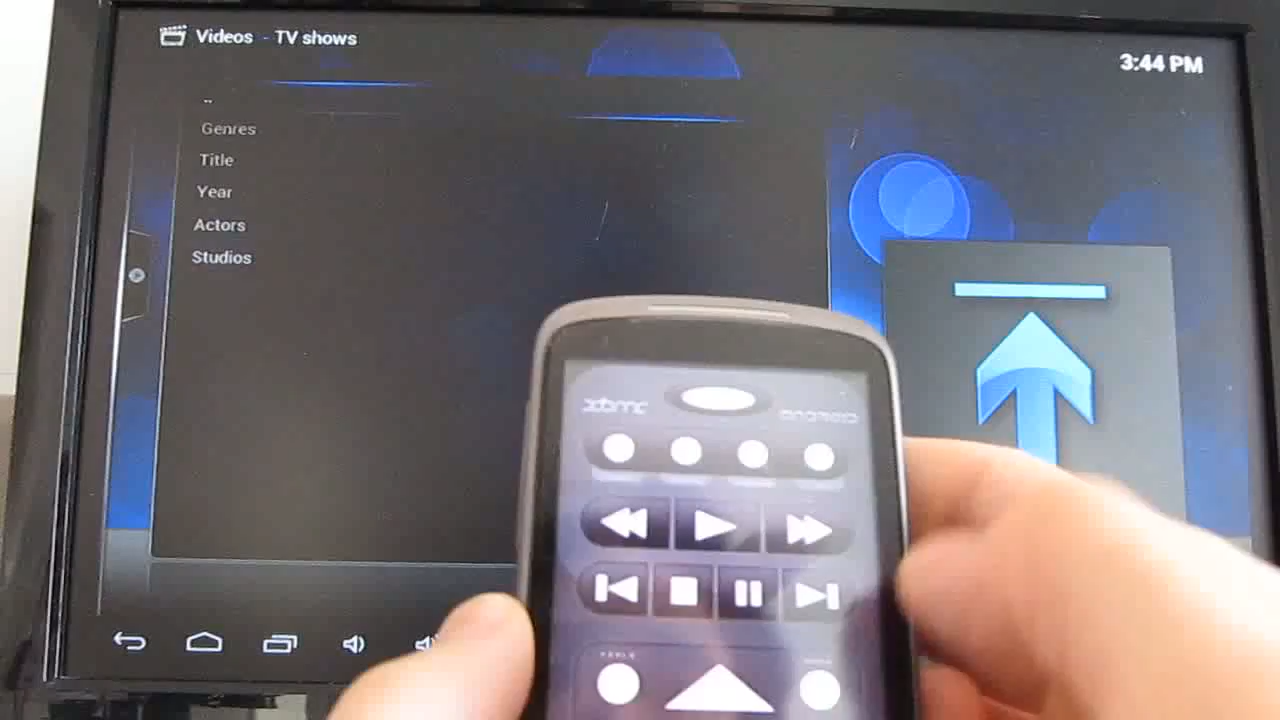 Videos - TV shows
3:44 PM
..
Genres
Title
Year
Actors
Studios
xbmc
ANDROID